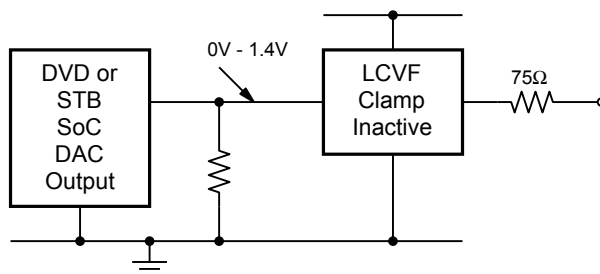 DVD or
STB
SoC
DAC
Output
0V - 1.4V
LCVF
Clamp
Inactive
75Ω